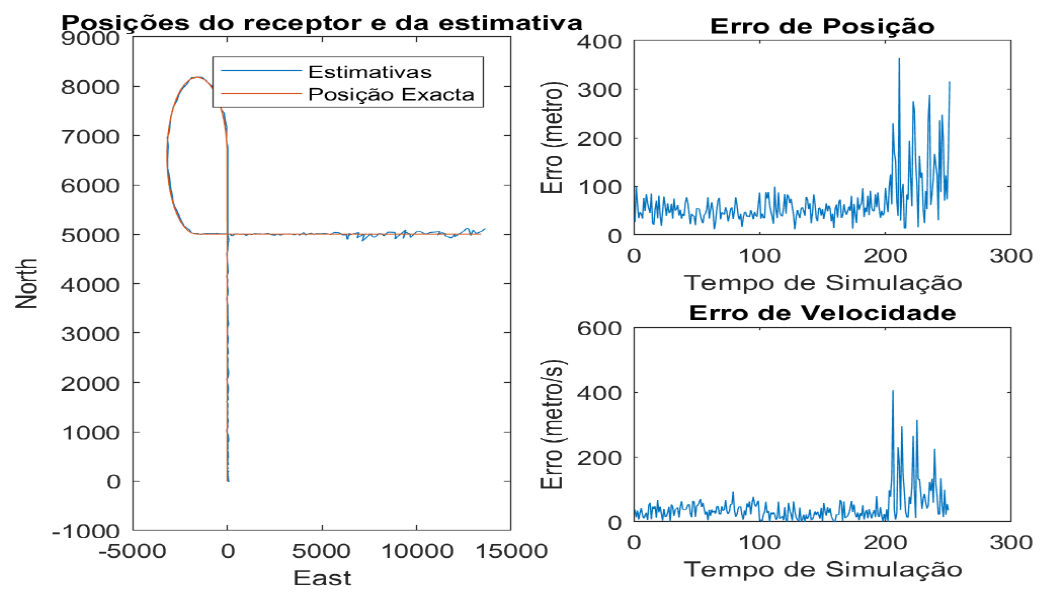 Posições do receptor e da estimativa
9000
8000
7000
6000
5000
4000
3000
2000
1000
0
-1000
North
Estimativas
Posição Exacta
-5000 0 5000 10000 15000
East
Erro de Posição
400
300
200
100
0
Erro (metro)
0 100 200 300
Tempo de Simulação
Erro de Velocidade
600
400
200
0
Erro (metro/s)
0 100 200 300
Tempo de Simulação